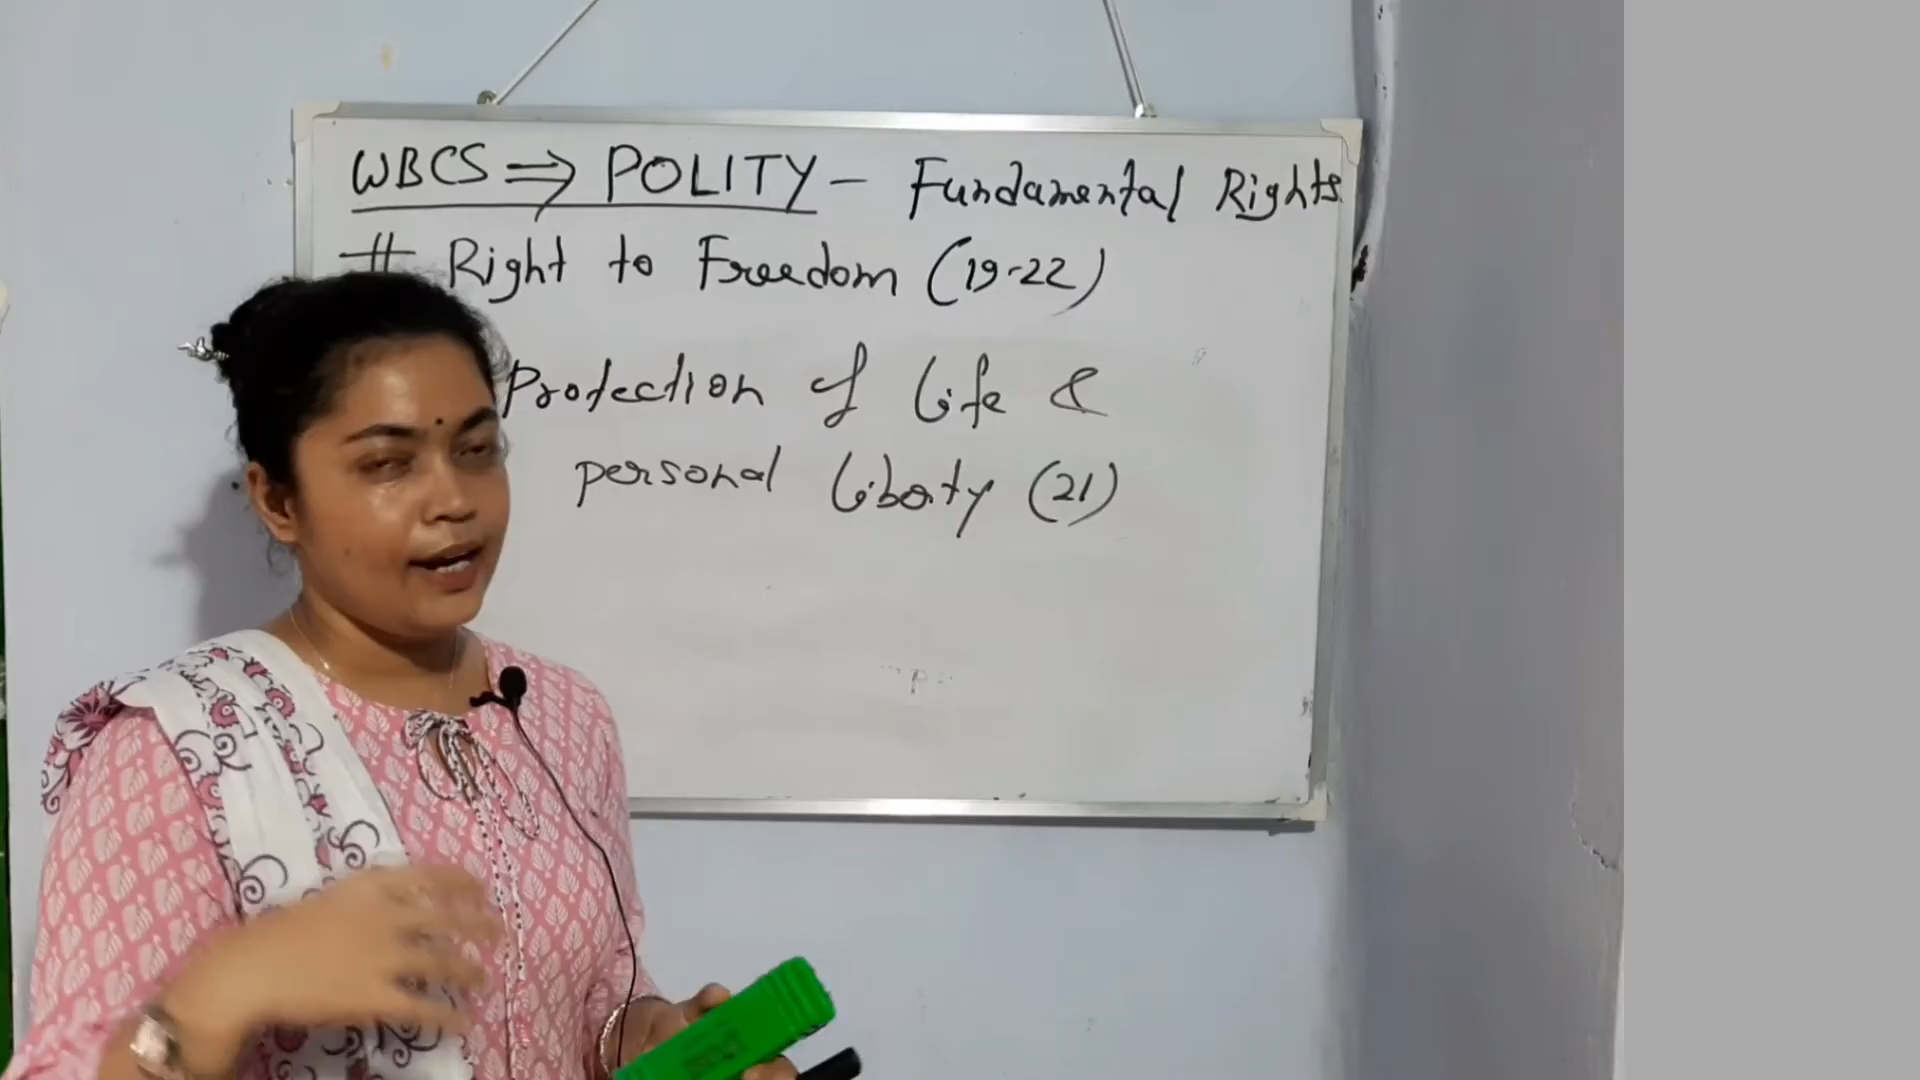 WBCS ⇒ POLITY - Fundamental Rights
# Right to Freedom (19-22)
Protection of Life &
personal liberty (21)